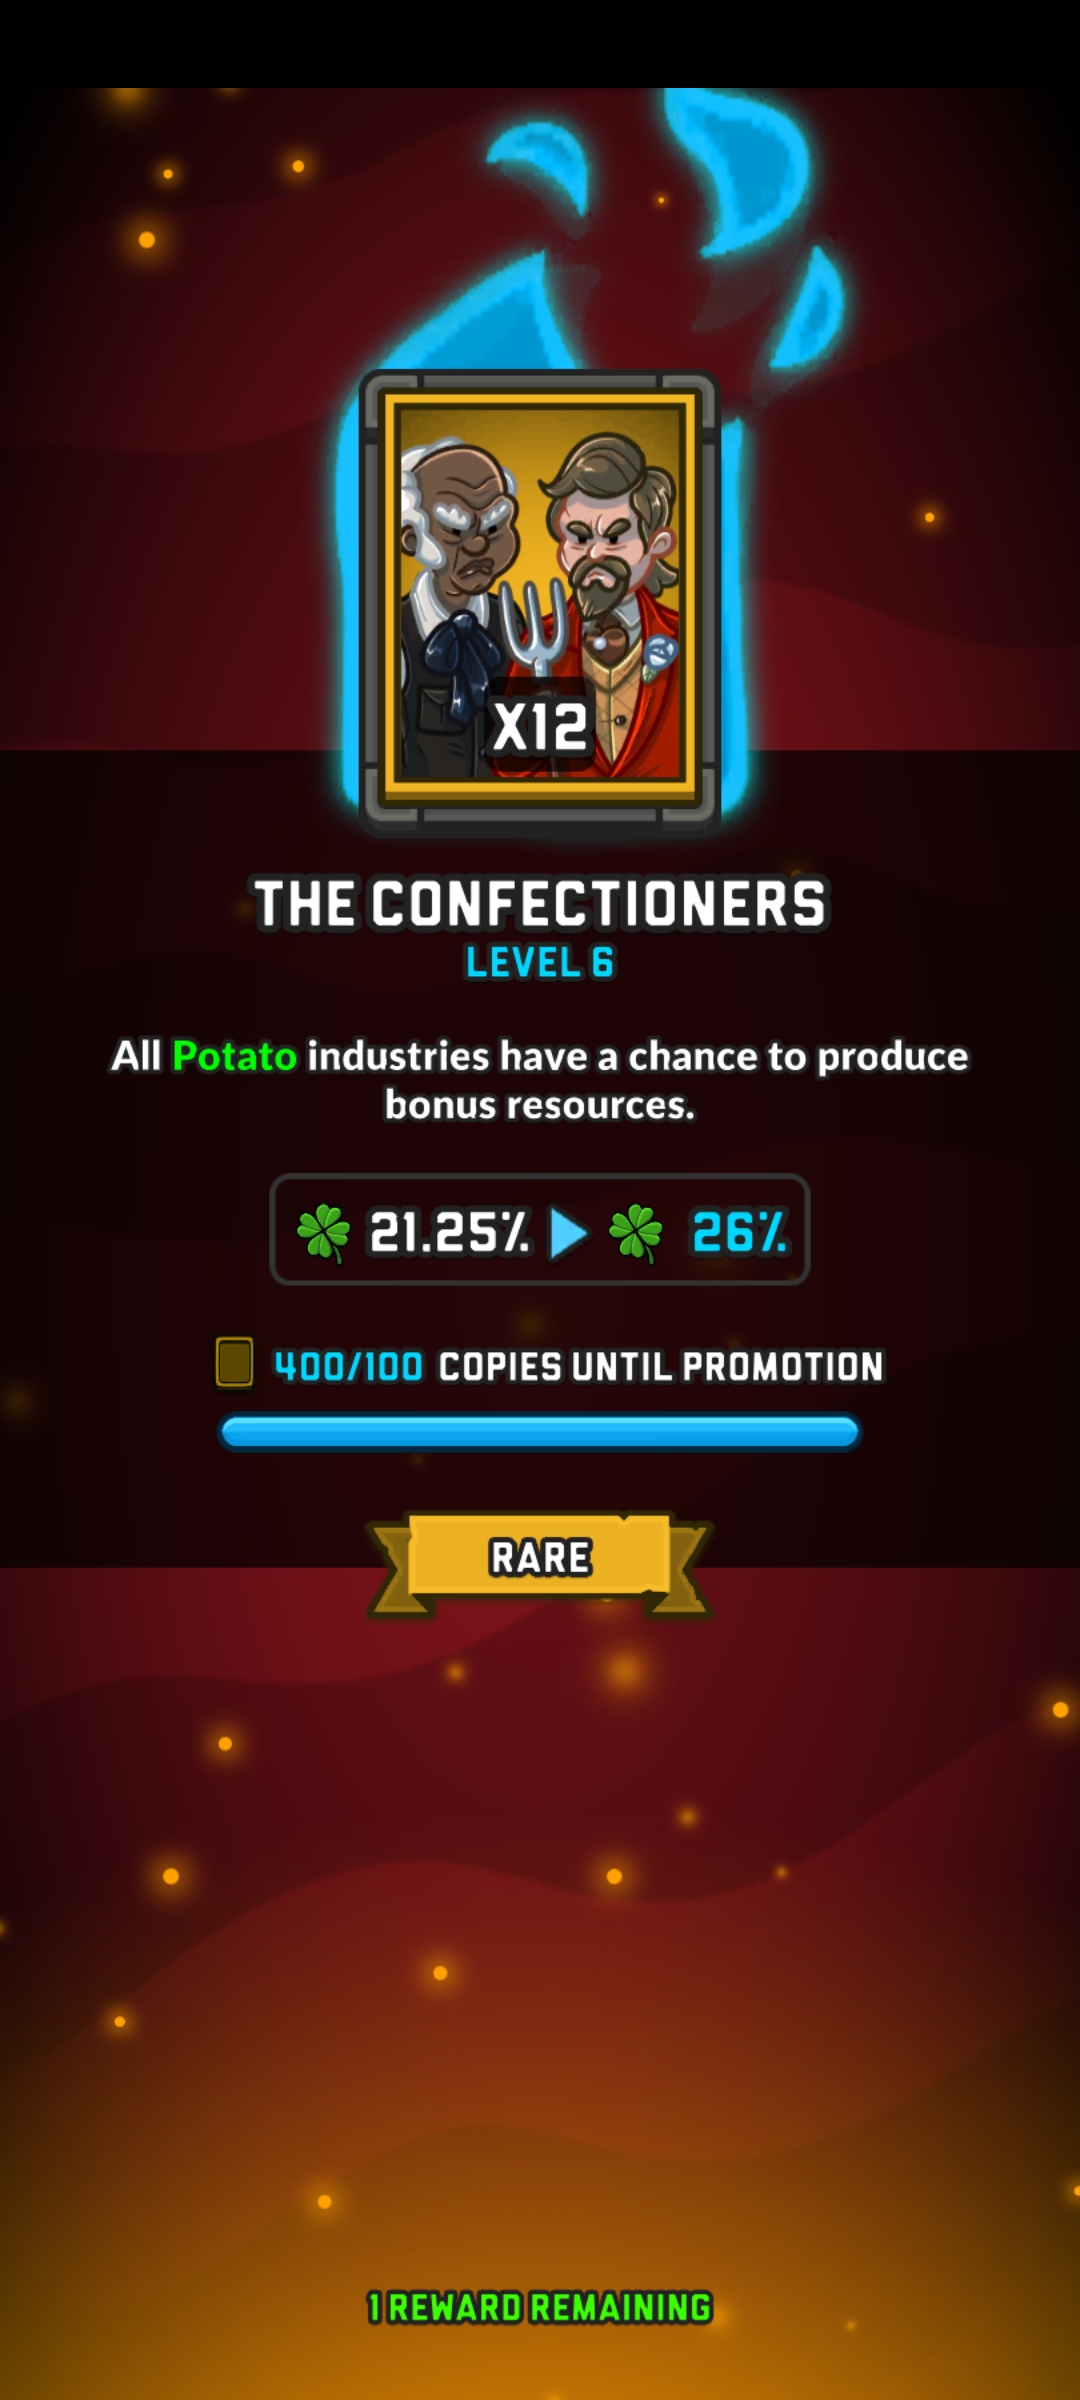 X12
THE CONFECTIONERS
LEVEL 6
All Potato industries have a chance to produce
bonus resources.
21.25% 26%
400/100 COPIES UNTIL PROMOTION
RARE
1 REWARD REMAINING